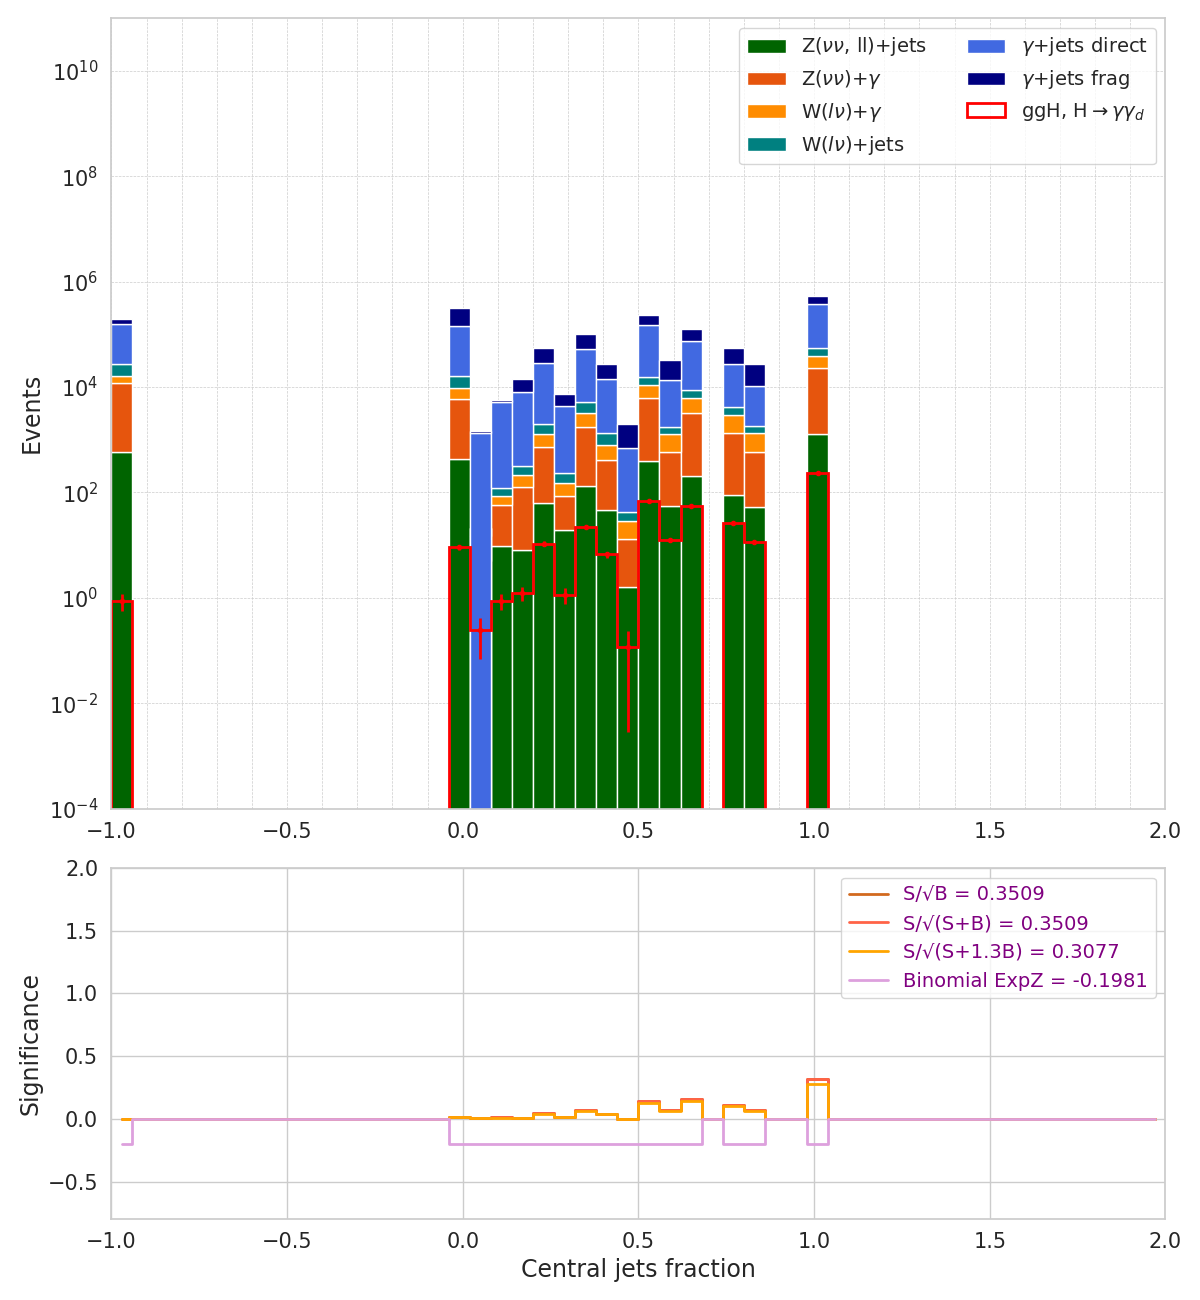 Events
10^10
10^8
10^6
10^4
10^2
10^0
10^−2
10^−4
Z(νν, ll)+jets
Z(νν)+γ
W(lν)+γ
W(lν)+jets
γ+jets direct
γ+jets frag
ggH, H→γγ_d
−1.0 −0.5 0.0 0.5 1.0 1.5 2.0
Significance
2.0
1.5
1.0
0.5
0.0
−0.5
S/√B = 0.3509
S/√(S+B) = 0.3509
S/√(S+1.3B) = 0.3077
Binomial ExpZ = -0.1981
−1.0 −0.5 0.0 0.5 1.0 1.5 2.0
Central jets fraction